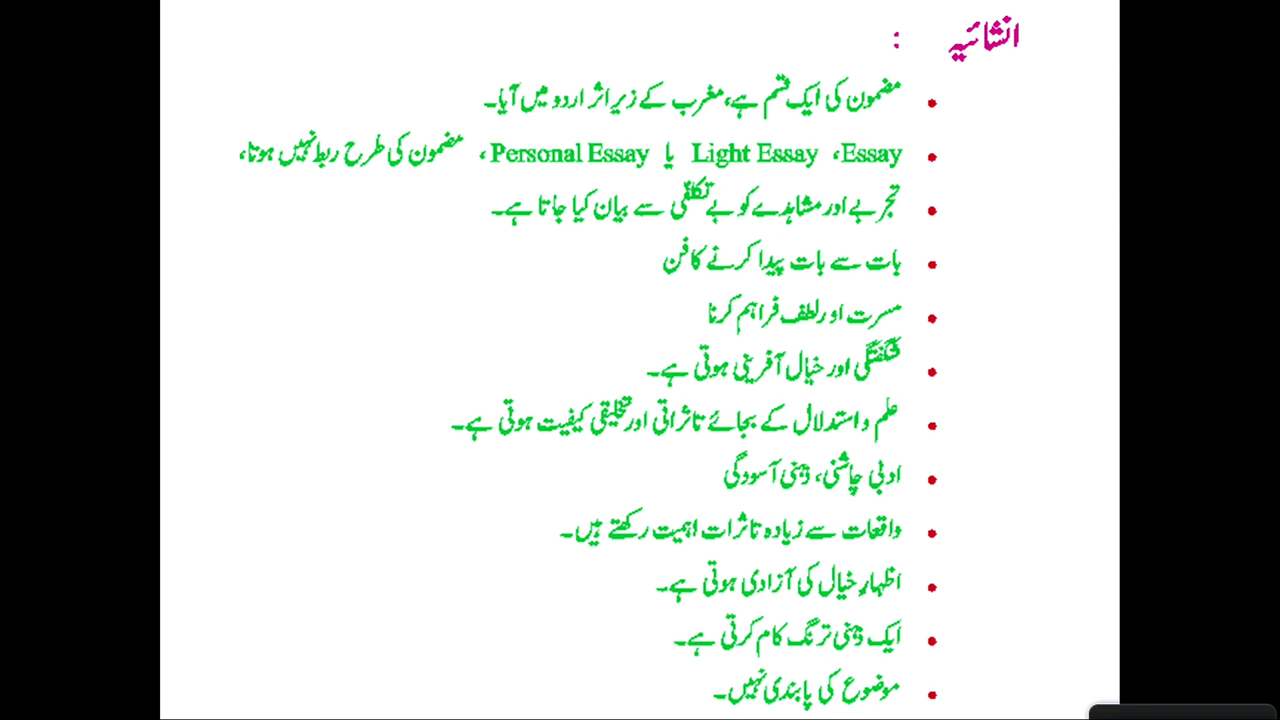 انشائیہ :
مضمون کی ایک قسم ہے، مغرب کے زیر اثر اردو میں آیا۔
Essay، Light Essay یا Personal Essay ، مضمون کی طرح ربط نہیں ہوتا،
تجربے اور مشاہدے کو بے تکلفی سے بیان کیا جاتا ہے۔
بات سے بات پیدا کرنے کا فن
مسرت اور لطف فراہم کرنا
شگفتگی اور خیال آفرینی ہوتی ہے۔
علم و استدلال کے بجائے تاثراتی اور تخلیقی کیفیت ہوتی ہے۔
ادبی چاشنی، ذہنی آسودگی
واقعات سے زیادہ تاثرات اہمیت رکھتے ہیں۔
اظہارِ خیال کی آزادی ہوتی ہے۔
ایک ذہنی ترنگ کام کرتی ہے۔
موضوع کی پابندی نہیں۔